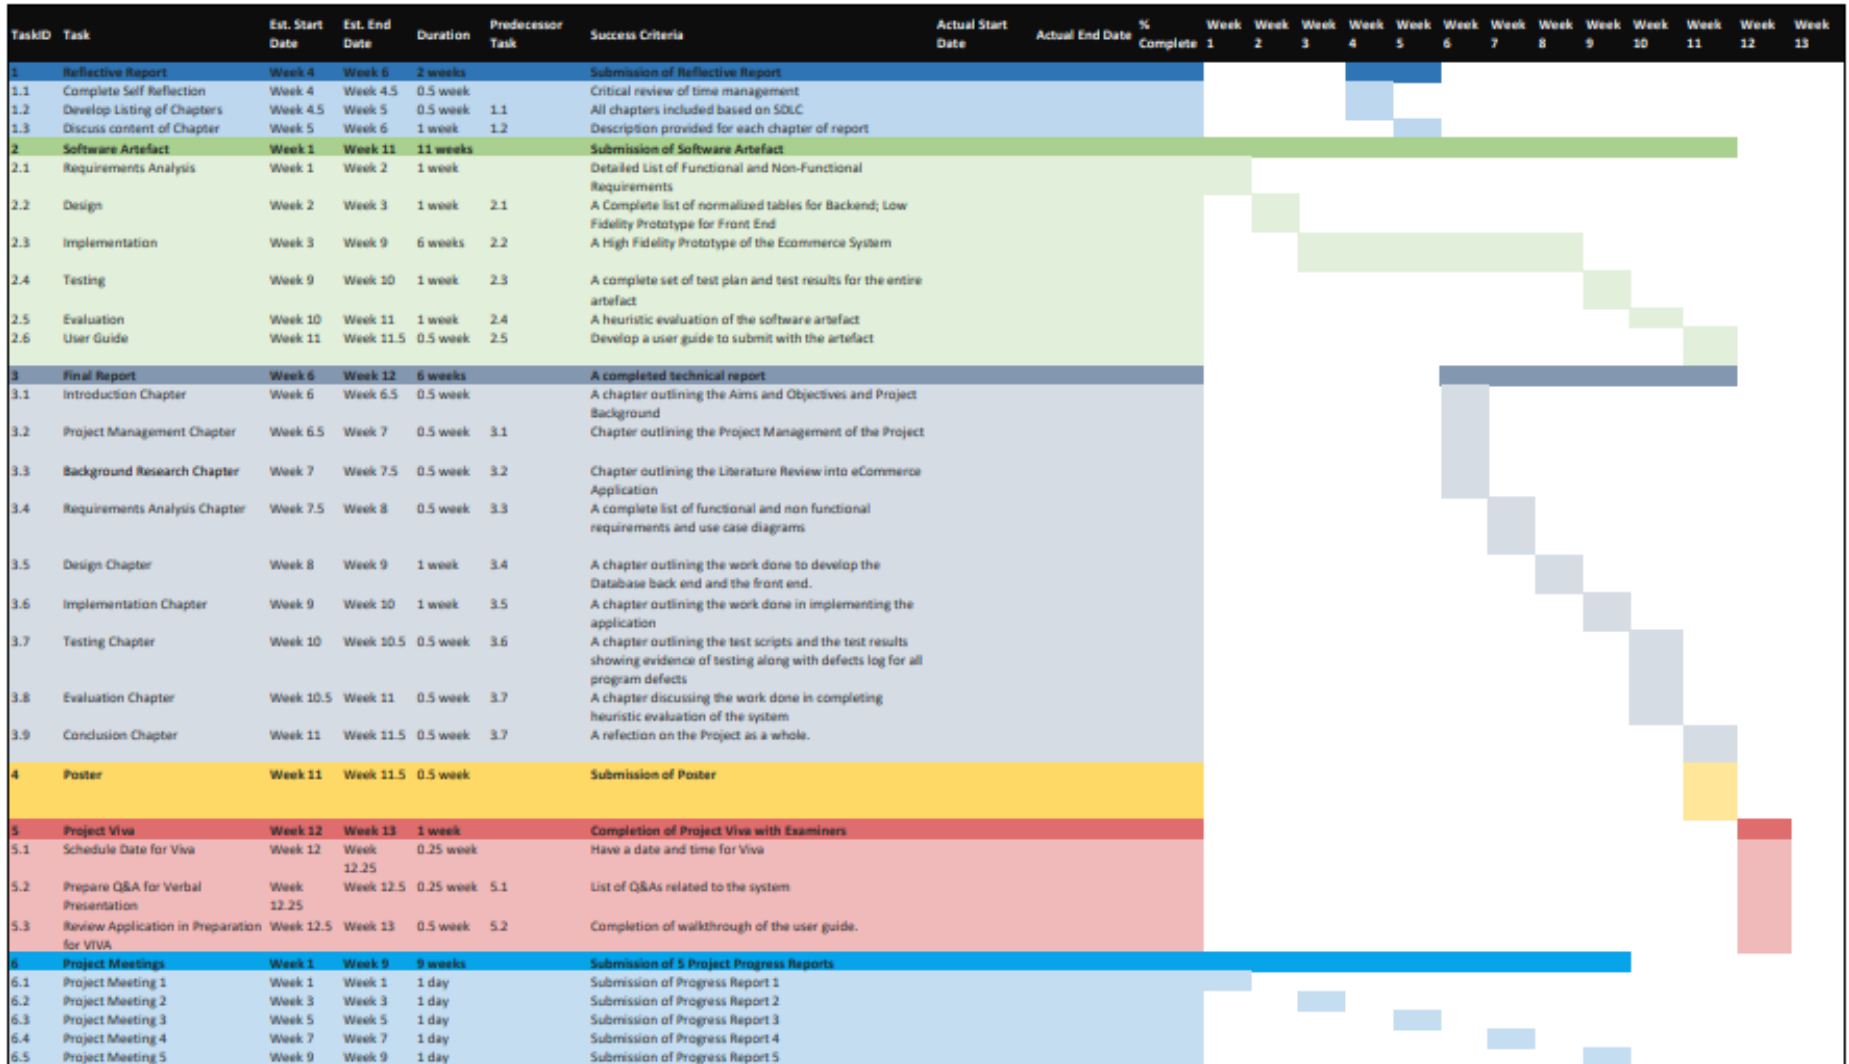 TaskID Task Est. Start Date Est. End Date Duration Predecessor Task Success Criteria Actual Start Date Actual End Date % Complete Week 1 Week 2 Week 3 Week 4 Week 5 Week 6 Week 7 Week 8 Week 9 Week 10 Week 11 Week 12 Week 13
1 Reflective Report Week 4 Week 6 2 weeks Submission of Reflective Report
1.1 Complete Self Reflection Week 4 Week 4.5 0.5 week Critical review of time management
1.2 Develop Listing of Chapters Week 4.5 Week 5 0.5 week 1.1 All chapters included based on SDLC
1.3 Discuss content of Chapter Week 5 Week 6 1 week 1.2 Description provided for each chapter of report
2 Software Artefact Week 1 Week 11 11 weeks Submission of Software Artefact
2.1 Requirements Analysis Week 1 Week 2 1 week Detailed List of Functional and Non-Functional
Requirements
2.2 Design Week 2 Week 3 1 week 2.1 A Complete list of normalized tables for Backend; Low
Fidelity Prototype for Front End
2.3 Implementation Week 3 Week 9 6 weeks 2.2 A High Fidelity Prototype of the Ecommerce System
2.4 Testing Week 9 Week 10 1 week 2.3 A complete set of test plan and test results for the entire
artefact
2.5 Evaluation Week 10 Week 11 1 week 2.4 A heuristic evaluation of the software artefact
2.6 User Guide Week 11 Week 11.5 0.5 week 2.5 Develop a user guide to submit with the artefact
3 Final Report Week 6 Week 12 6 weeks A completed technical report
3.1 Introduction Chapter Week 6 Week 6.5 0.5 week A chapter outlining the Aims and Objectives and Project
Background
3.2 Project Management Chapter Week 6.5 Week 7 0.5 week 3.1 Chapter outlining the Project Management of the Project
3.3 Background Research Chapter Week 7 Week 7.5 0.5 week 3.2 Chapter outlining the Literature Review into eCommerce
Application
3.4 Requirements Analysis Chapter Week 7.5 Week 8 0.5 week 3.3 A complete list of functional and non functional
requirements and use case diagrams
3.5 Design Chapter Week 8 Week 9 1 week 3.4 A chapter outlining the work done to develop the
Database back end and the front end.
3.6 Implementation Chapter Week 9 Week 10 1 week 3.5 A chapter outlining the work done in implementing the
application
3.7 Testing Chapter Week 10 Week 10.5 0.5 week 3.6 A chapter outlining the test scripts and the test results
showing evidence of testing along with defects log for all
program defects
3.8 Evaluation Chapter Week 10.5 Week 11 0.5 week 3.7 A chapter discussing the work done in completing
heuristic evaluation of the system
3.9 Conclusion Chapter Week 11 Week 11.5 0.5 week 3.7 A refection on the Project as a whole.
4 Poster Week 11 Week 11.5 0.5 week Submission of Poster
5 Project Viva Week 12 Week 13 1 week Completion of Project Viva with Examiners
5.1 Schedule Date for Viva Week 12 Week 0.25 week Have a date and time for Viva
12.25
5.2 Prepare Q&A for Verbal Week Week 12.5 0.25 week 5.1 List of Q&As related to the system
Presentation 12.25
5.3 Review Application in Preparation Week 12.5 Week 13 0.5 week 5.2 Completion of walkthrough of the user guide.
for VIVA
6 Project Meetings Week 1 Week 9 9 weeks Submission of 5 Project Progress Reports
6.1 Project Meeting 1 Week 1 Week 1 1 day Submission of Progress Report 1
6.2 Project Meeting 2 Week 3 Week 3 1 day Submission of Progress Report 2
6.3 Project Meeting 3 Week 5 Week 5 1 day Submission of Progress Report 3
6.4 Project Meeting 4 Week 7 Week 7 1 day Submission of Progress Report 4
6.5 Project Meeting 5 Week 9 Week 9 1 day Submission of Progress Report 5